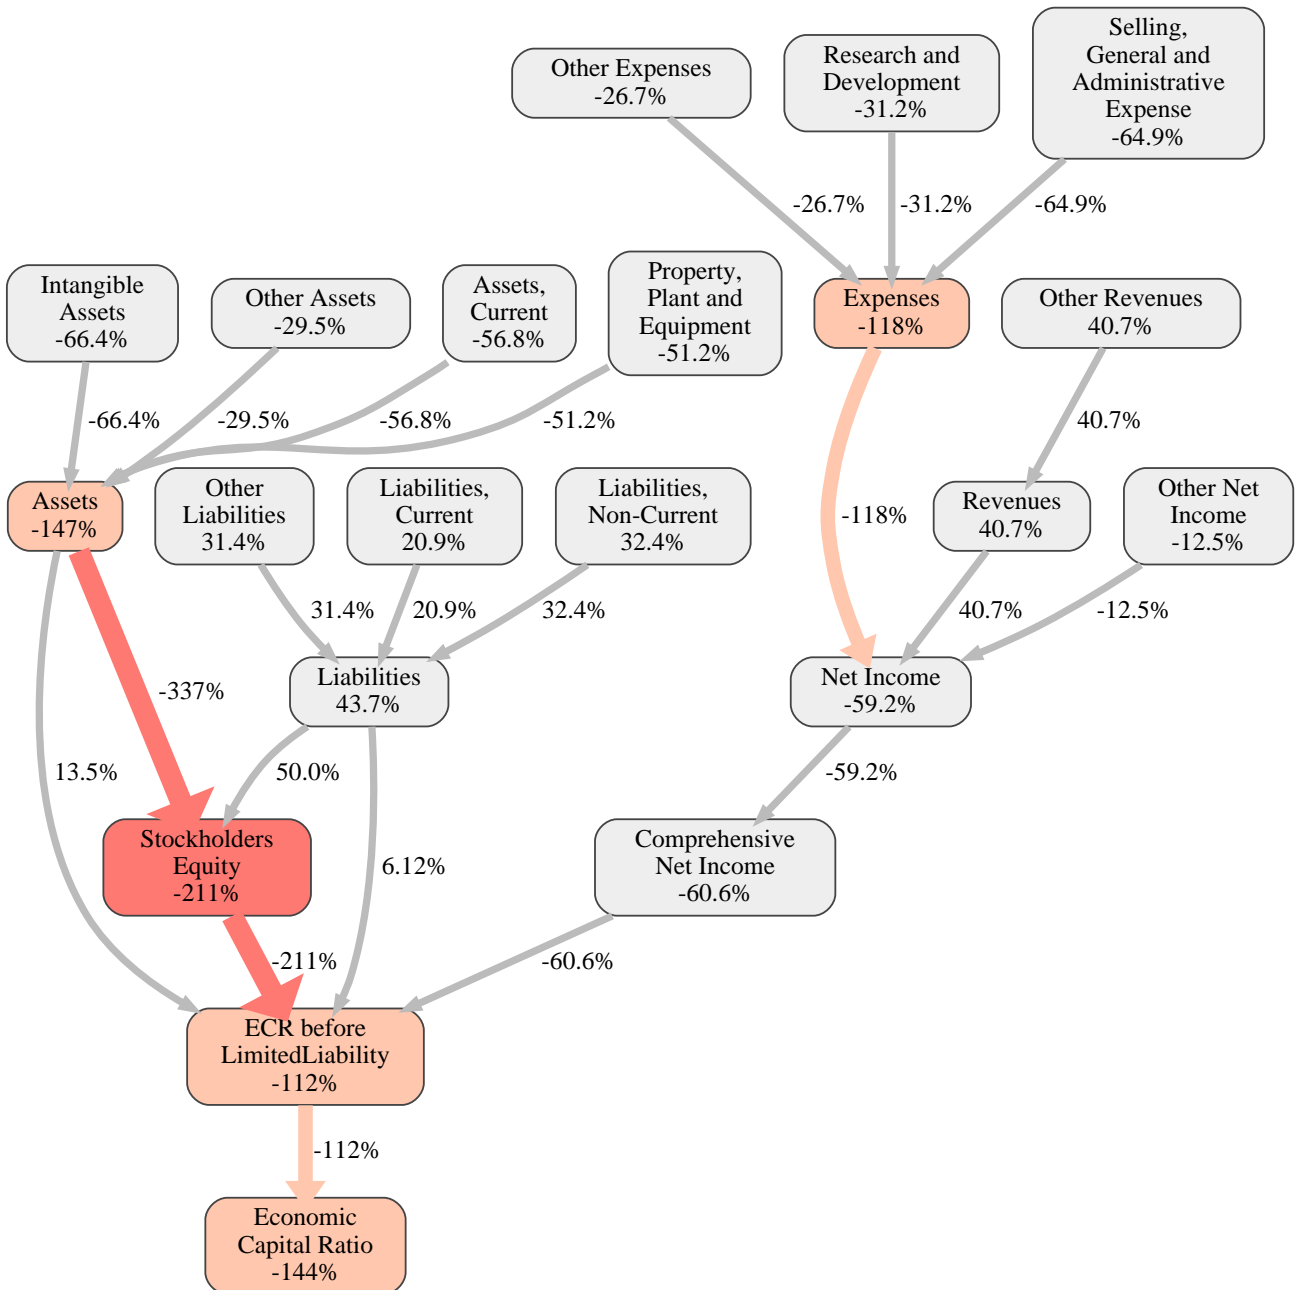 Selling,
General and
Administrative
Expense
-64.9%
Research and
Development
-31.2%
Other Expenses
-26.7%
-26.7%
-31.2%
-64.9%
Intangible
Assets
-66.4%
Other Assets
-29.5%
Assets,
Current
-56.8%
Property,
Plant and
Equipment
-51.2%
Expenses
-118%
Other Revenues
40.7%
-66.4%
-29.5%
-56.8%
-51.2%
40.7%
Assets
-147%
Other
Liabilities
31.4%
Liabilities,
Current
20.9%
Liabilities,
Non-Current
32.4%
-118%
Revenues
40.7%
Other Net
Income
-12.5%
31.4%
20.9%
32.4%
40.7%
-12.5%
-337%
Liabilities
43.7%
Net Income
-59.2%
13.5%
50.0%
-59.2%
Stockholders
Equity
-211%
6.12%
Comprehensive
Net Income
-60.6%
-211%
-60.6%
ECR before
LimitedLiability
-112%
-112%
Economic
Capital Ratio
-144%